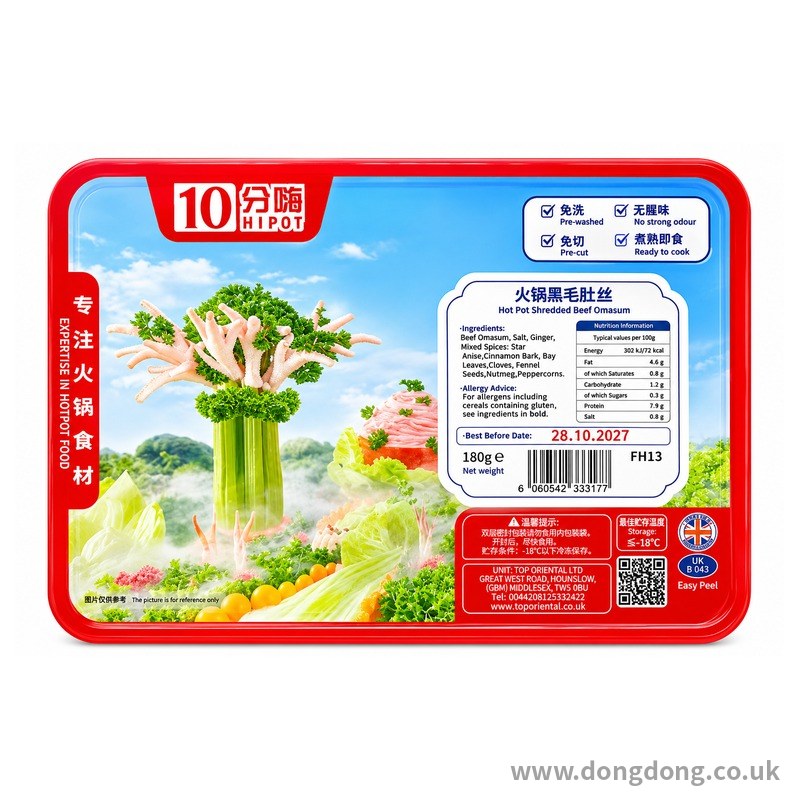 10分嗨
HIPOT
免洗
Pre-washed
无腥味
No strong odour
免切
Pre-cut
煮熟即食
Ready to cook
专注火锅食材
EXPERTISE IN HOTPOT FOOD
火锅黑毛肚丝
Hot Pot Shredded Beef Omasum
·Ingredients:
Beef Omasum, Salt, Ginger,
Mixed Spices: Star
Anise,Cinnamon Bark, Bay
Leaves,Cloves, Fennel
Seeds,Nutmeg,Peppercorns.
·Allergy Advice:
For allergens including
cereals containing gluten,
see ingredients in bold.
Nutrition Information
Typical values per 100g
Energy 302 kJ/72 kcal
Fat 4.6 g
of which Saturates 0.8 g
Carbohydrate 1.2 g
of which Sugars 0.3 g
Protein 7.9 g
Salt 0.8 g
·Best Before Date: 28.10.2027
180g e
Net weight
FH13
6 060542 333177
温馨提示:
双层密封包装请勿食用内包装袋。
开封后，尽快食用。
贮存条件：-18℃以下冷冻保存。
最佳贮存温度
Storage:
≤-18℃
UNIT: TOP ORIENTAL LTD
GREAT WEST ROAD, HOUNSLOW,
(GBM) MIDDLESEX, TW5 0BU
Tel: 0044208125332422
www.toporiental.co.uk
UK
B 043
Easy Peel
图片仅供参考 The picture is for reference only
www.dongdong.co.uk